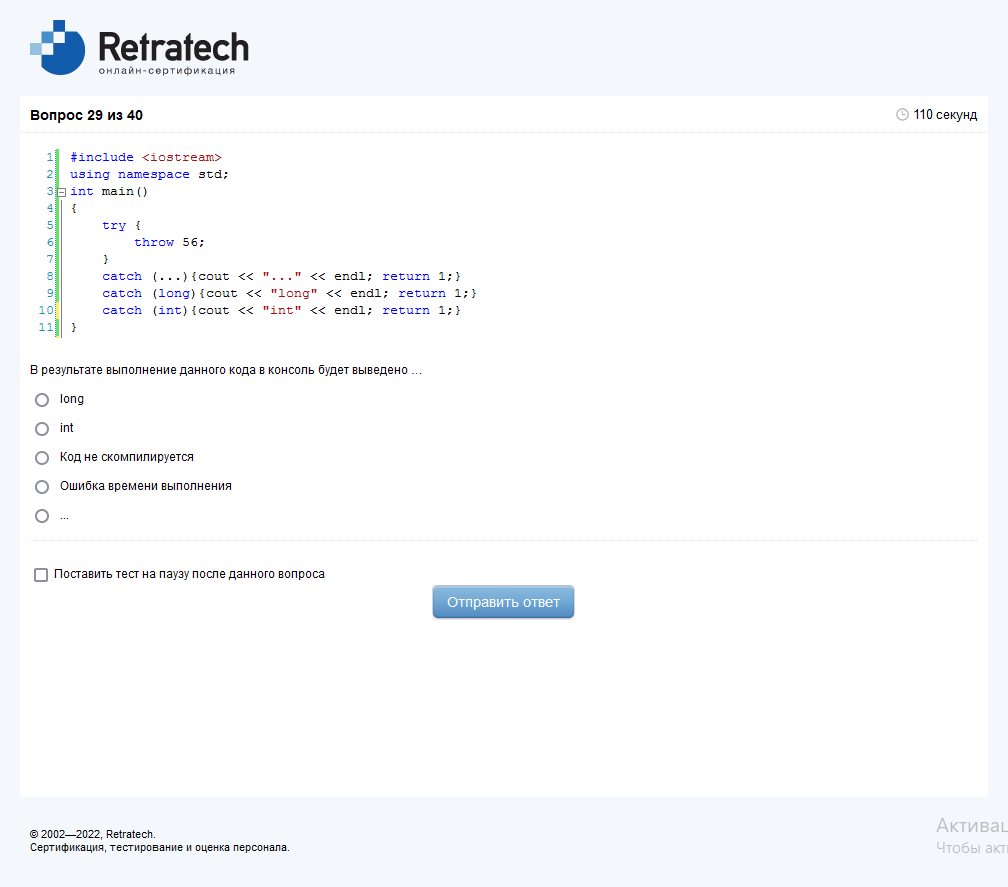 Retratech
онлайн-сертификация
Вопрос 29 из 40
110 секунд
1 #include <iostream>
2 using namespace std;
3 int main()
4 {
5 try {
6 throw 56;
7 }
8 catch (...){cout << "..." << endl; return 1;}
9 catch (long){cout << "long" << endl; return 1;}
10 catch (int){cout << "int" << endl; return 1;}
11 }
В результате выполнение данного кода в консоль будет выведено ...
long
int
Код не скомпилируется
Ошибка времени выполнения
...
Поставить тест на паузу после данного вопроса
Отправить ответ
© 2002—2022, Retratech.
Сертификация, тестирование и оценка персонала.
Чтобы